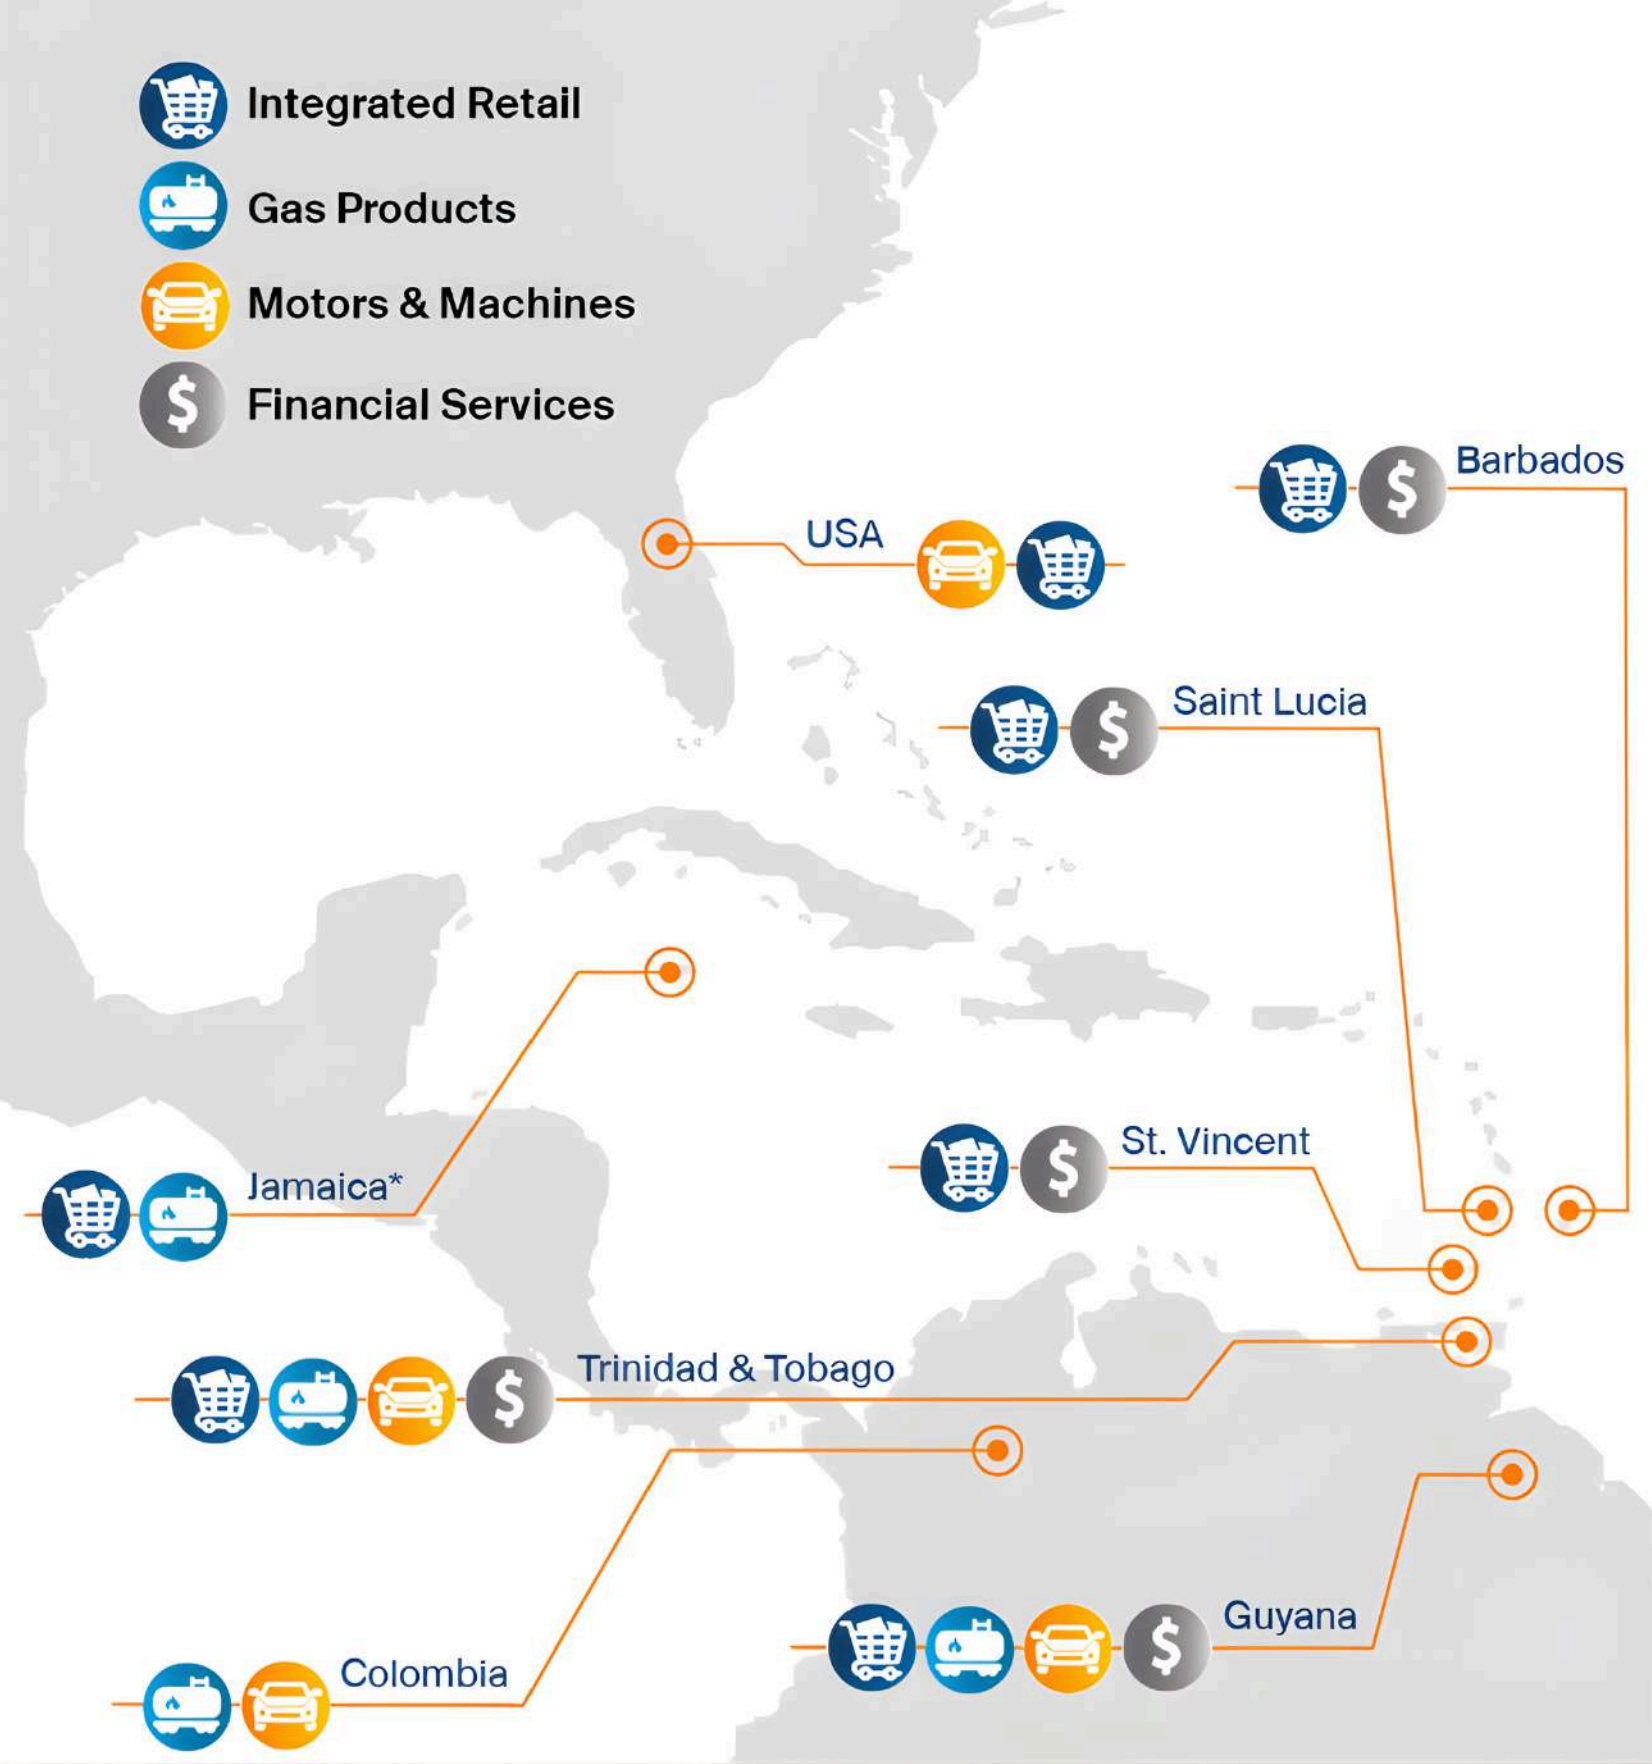 Integrated Retail
Gas Products
Motors & Machines
$ Financial Services
$ Barbados
USA
$ Saint Lucia
$ St. Vincent
Jamaica*
$ Trinidad & Tobago
$ Guyana
Colombia